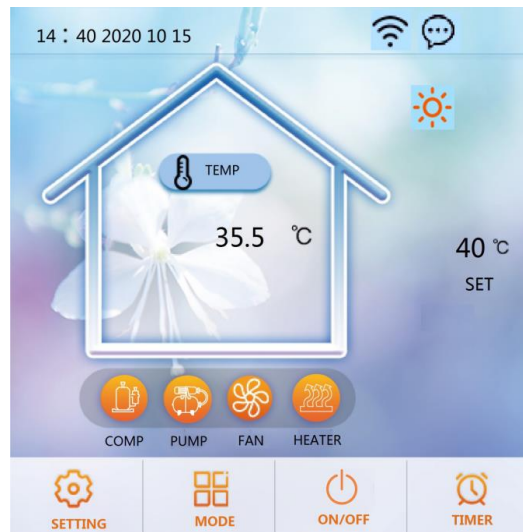 14：40 2020 10 15
TEMP
35.5 ℃
40 ℃
SET
COMP PUMP FAN HEATER
SETTING MODE ON/OFF TIMER